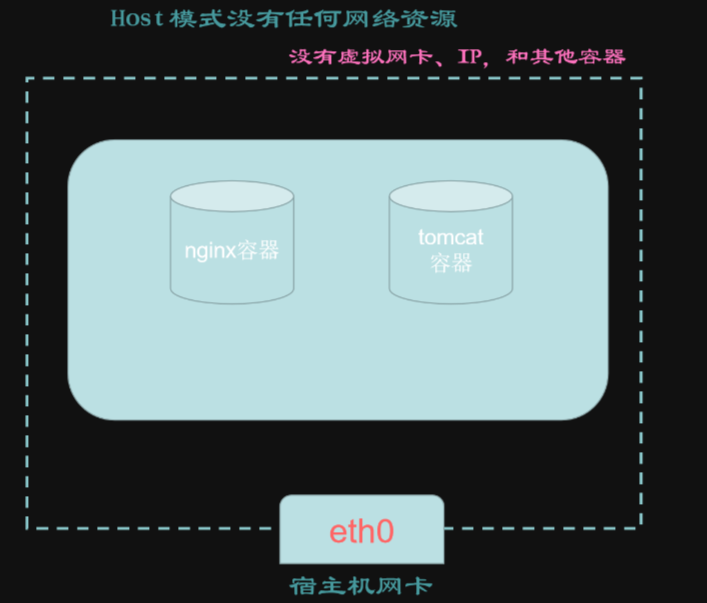 Host模式没有任何网络资源
没有虚拟网卡、IP，和其他容器
nginx容器
tomcat
容器
eth0
宿主机网卡